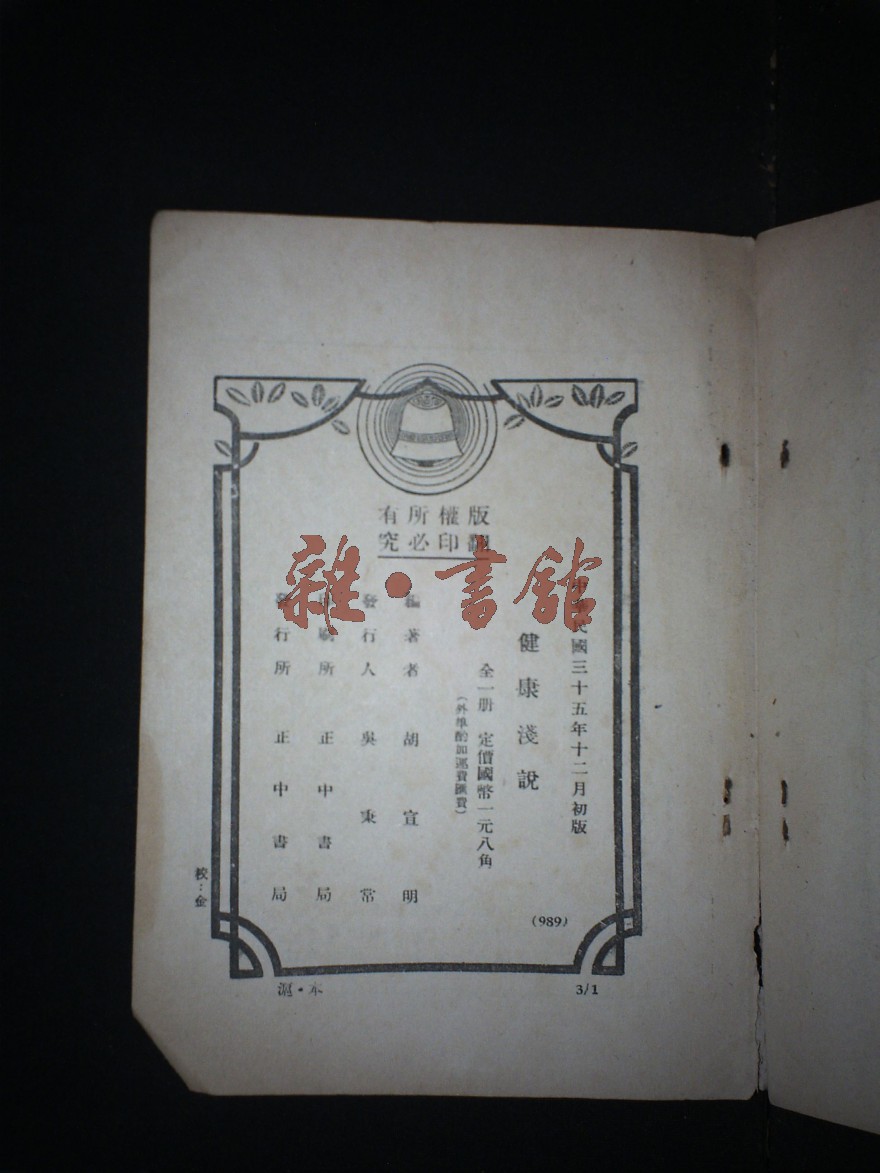 版權所有
翻印必究
中華民國三十五年十二月初版
健康淺說
全一册 定價國幣一元八角
(外埠酌加運費匯費)
編著者 胡宣明
發行人 吳秉常
印刷所 正中書局
發行所 正中書局
(989)
校:金
滬·本
3/1
雜·書館